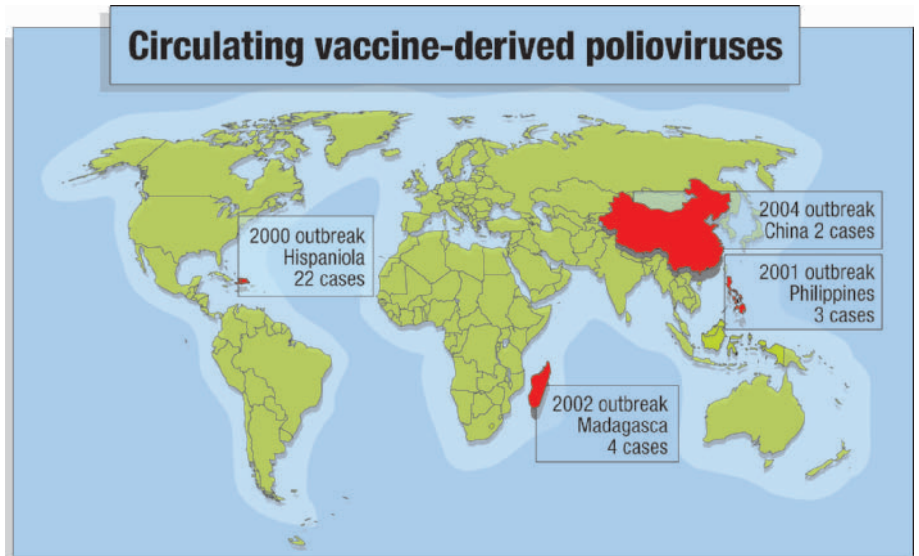 Circulating vaccine-derived polioviruses
2000 outbreak
Hispaniola
22 cases
2004 outbreak
China 2 cases
2001 outbreak
Philippines
3 cases
2002 outbreak
Madagasca
4 cases